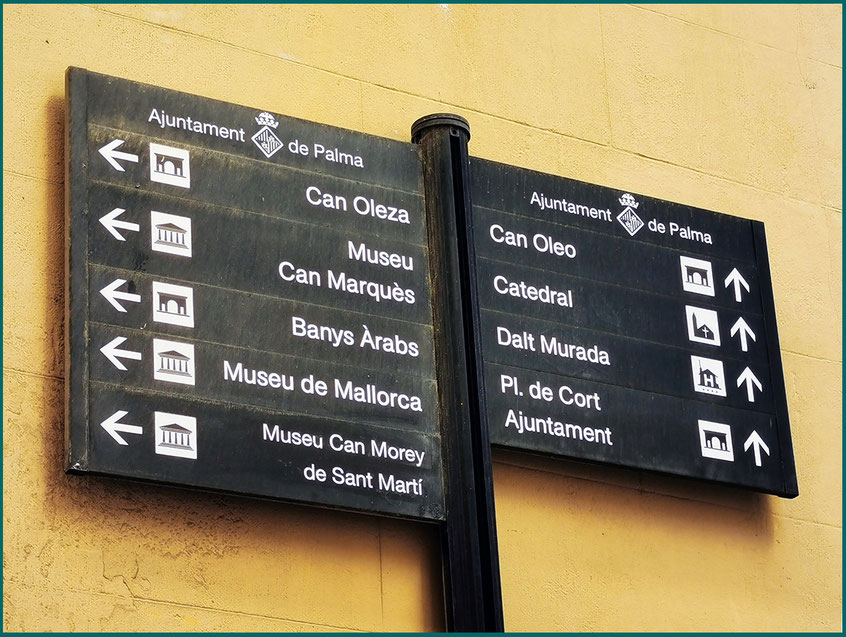 Ajuntament de Palma
Can Oleza
Museu
Can Marquès
Banys Àrabs
Museu de Mallorca
Museu Can Morey
de Sant Martí
Ajuntament de Palma
Can Oleo
Catedral
Dalt Murada
H
Pl. de Cort
Ajuntament